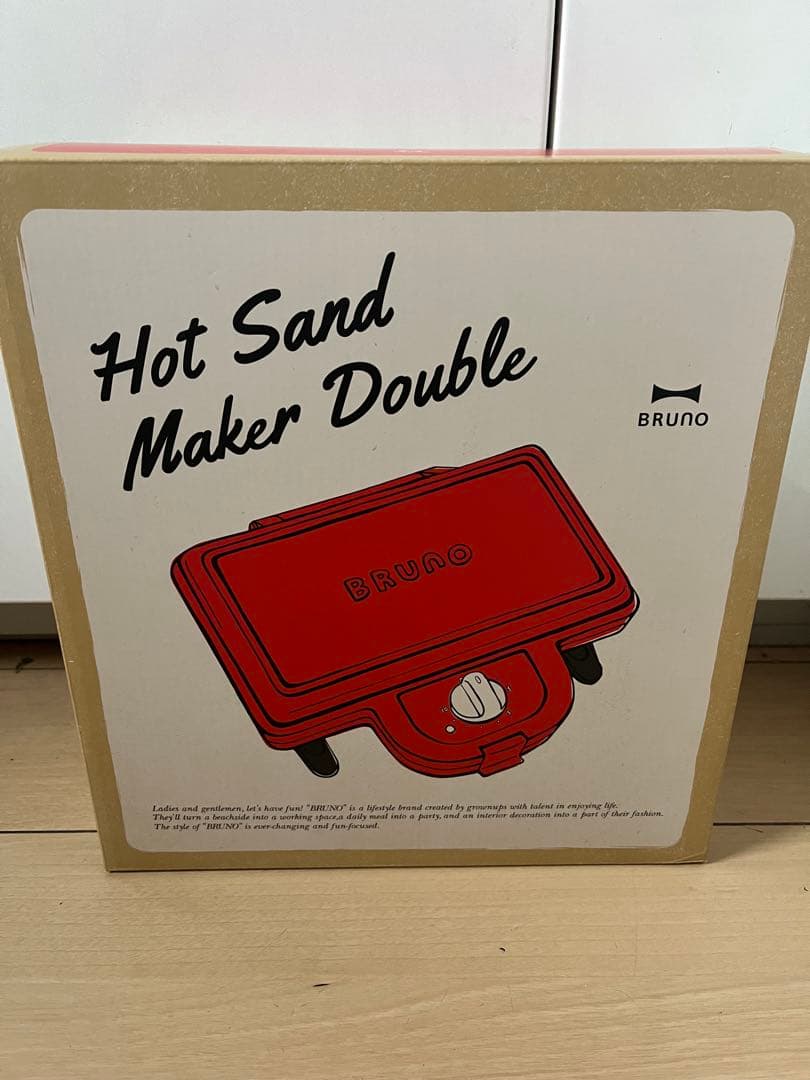 Hot Sand
Maker Double
BRUNO
BRUNO
0
Ladies and gentlemen, let's have fun! "BRUNO" is a lifestyle brand created by grownups with talent in enjoying life.
They'll turn a beachside into a working space,a daily meal into a party, and an interior decoration into a part of their fashion.
The style of "BRUNO" is ever-changing and fun-focused.